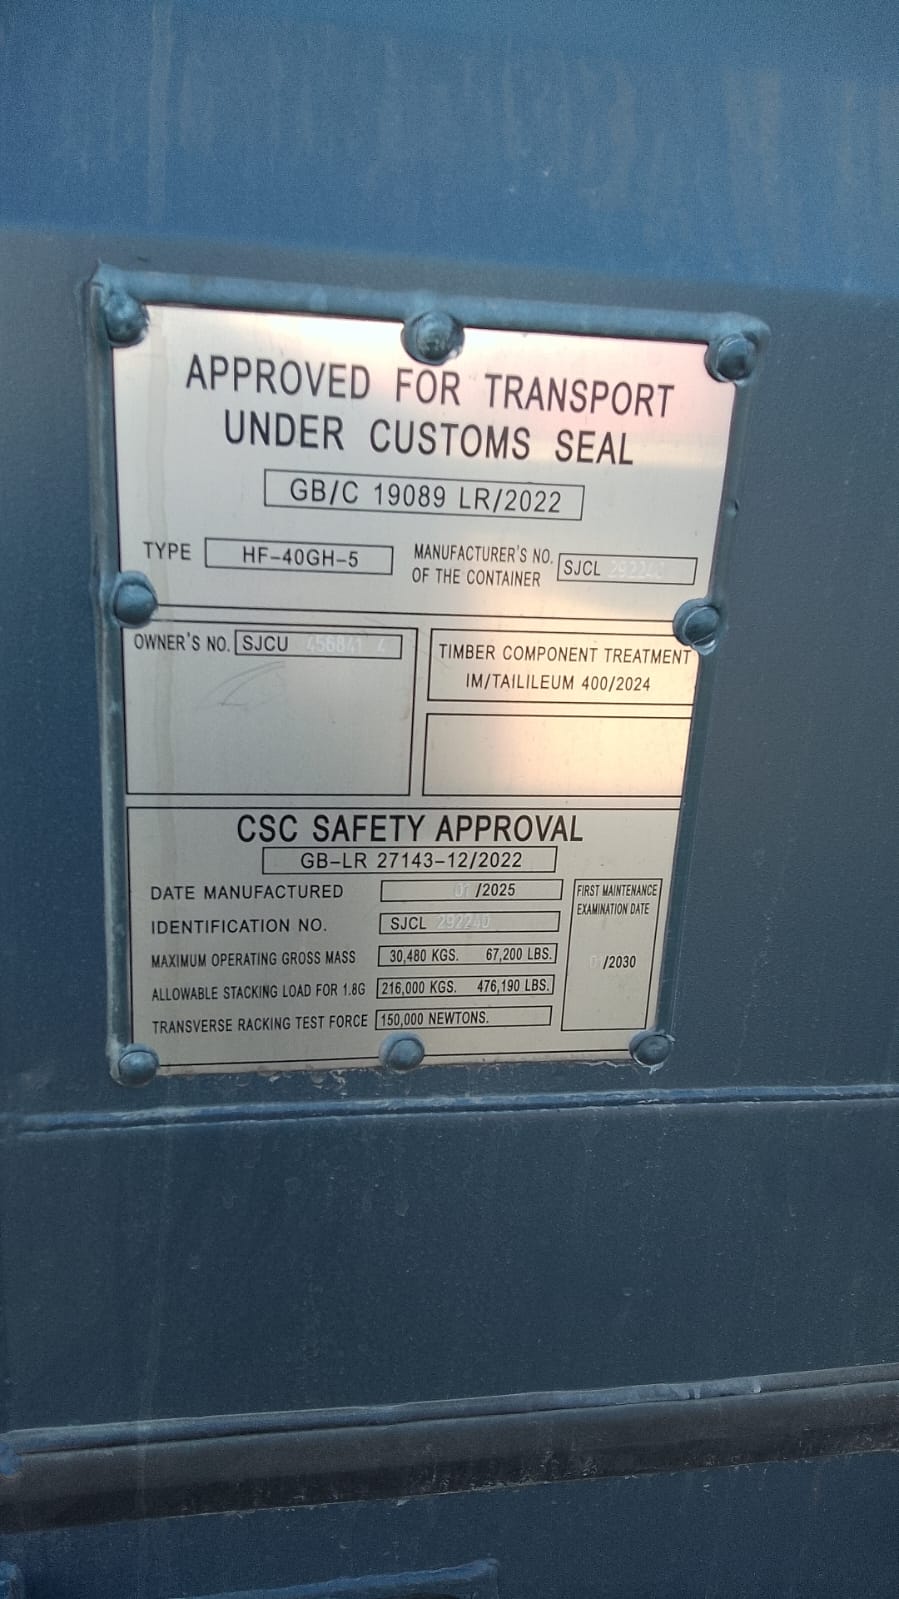 APPROVED FOR TRANSPORT
UNDER CUSTOMS SEAL
GB/C 19089 LR/2022
TYPE HF-40GH-5
MANUFACTURER'S NO.
OF THE CONTAINER SJCL
OWNER'S NO. SJCU 456841 4
TIMBER COMPONENT TREATMENT
IM/TAILILEUM 400/2024
CSC SAFETY APPROVAL
GB-LR 27143-12/2022
DATE MANUFACTURED 01/2025
IDENTIFICATION NO. SJCL
MAXIMUM OPERATING GROSS MASS 30,480 KGS. 67,200 LBS.
ALLOWABLE STACKING LOAD FOR 1.8G 216,000 KGS. 476,190 LBS.
TRANSVERSE RACKING TEST FORCE 150,000 NEWTONS.
FIRST MAINTENANCE
EXAMINATION DATE
/2030